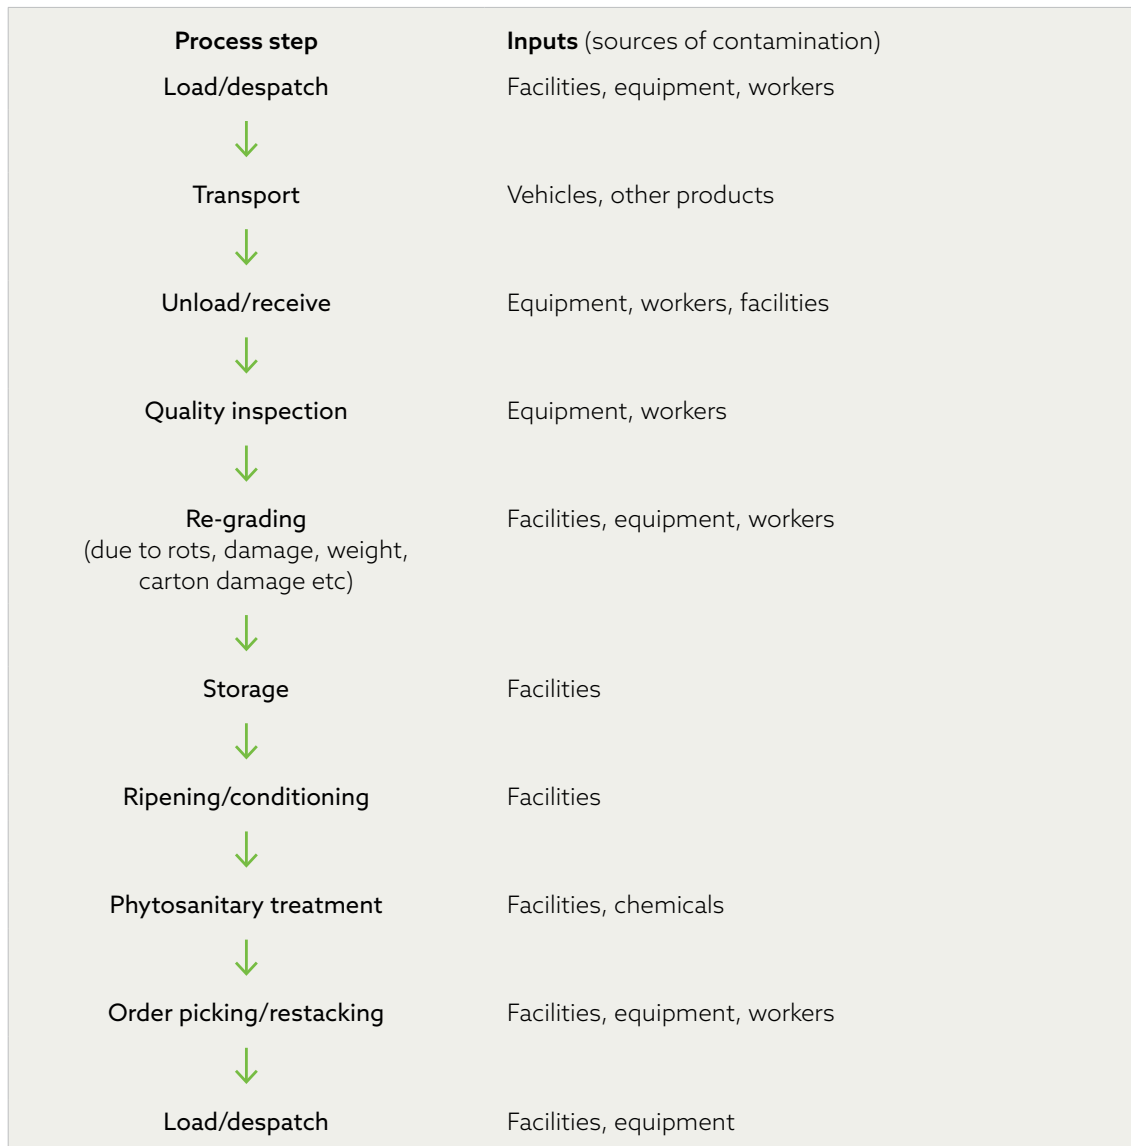 Process step Inputs (sources of contamination)
Load/despatch Facilities, equipment, workers
Transport Vehicles, other products
Unload/receive Equipment, workers, facilities
Quality inspection Equipment, workers
Re-grading Facilities, equipment, workers
(due to rots, damage, weight,
carton damage etc)
Storage Facilities
Ripening/conditioning Facilities
Phytosanitary treatment Facilities, chemicals
Order picking/restacking Facilities, equipment, workers
Load/despatch Facilities, equipment